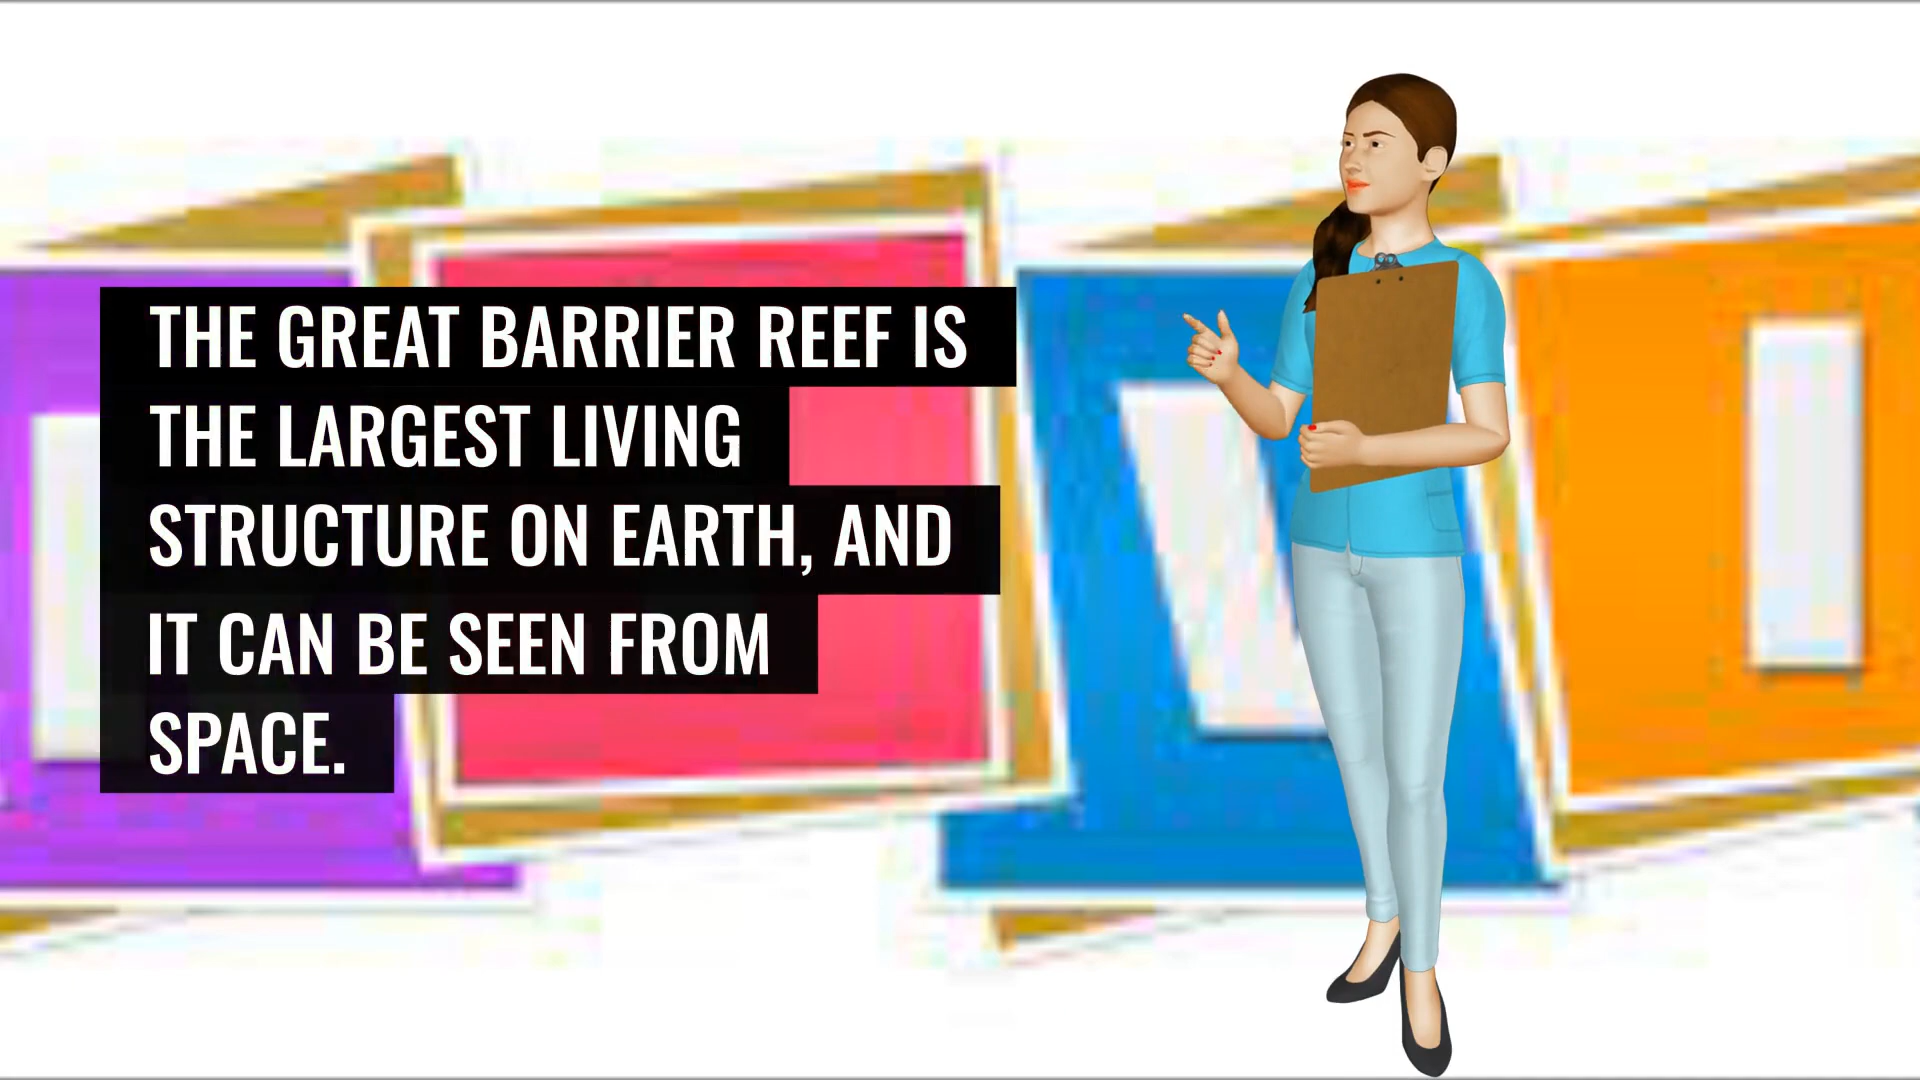 THE GREAT BARRIER REEF IS
THE LARGEST LIVING
STRUCTURE ON EARTH, AND
IT CAN BE SEEN FROM
SPACE.